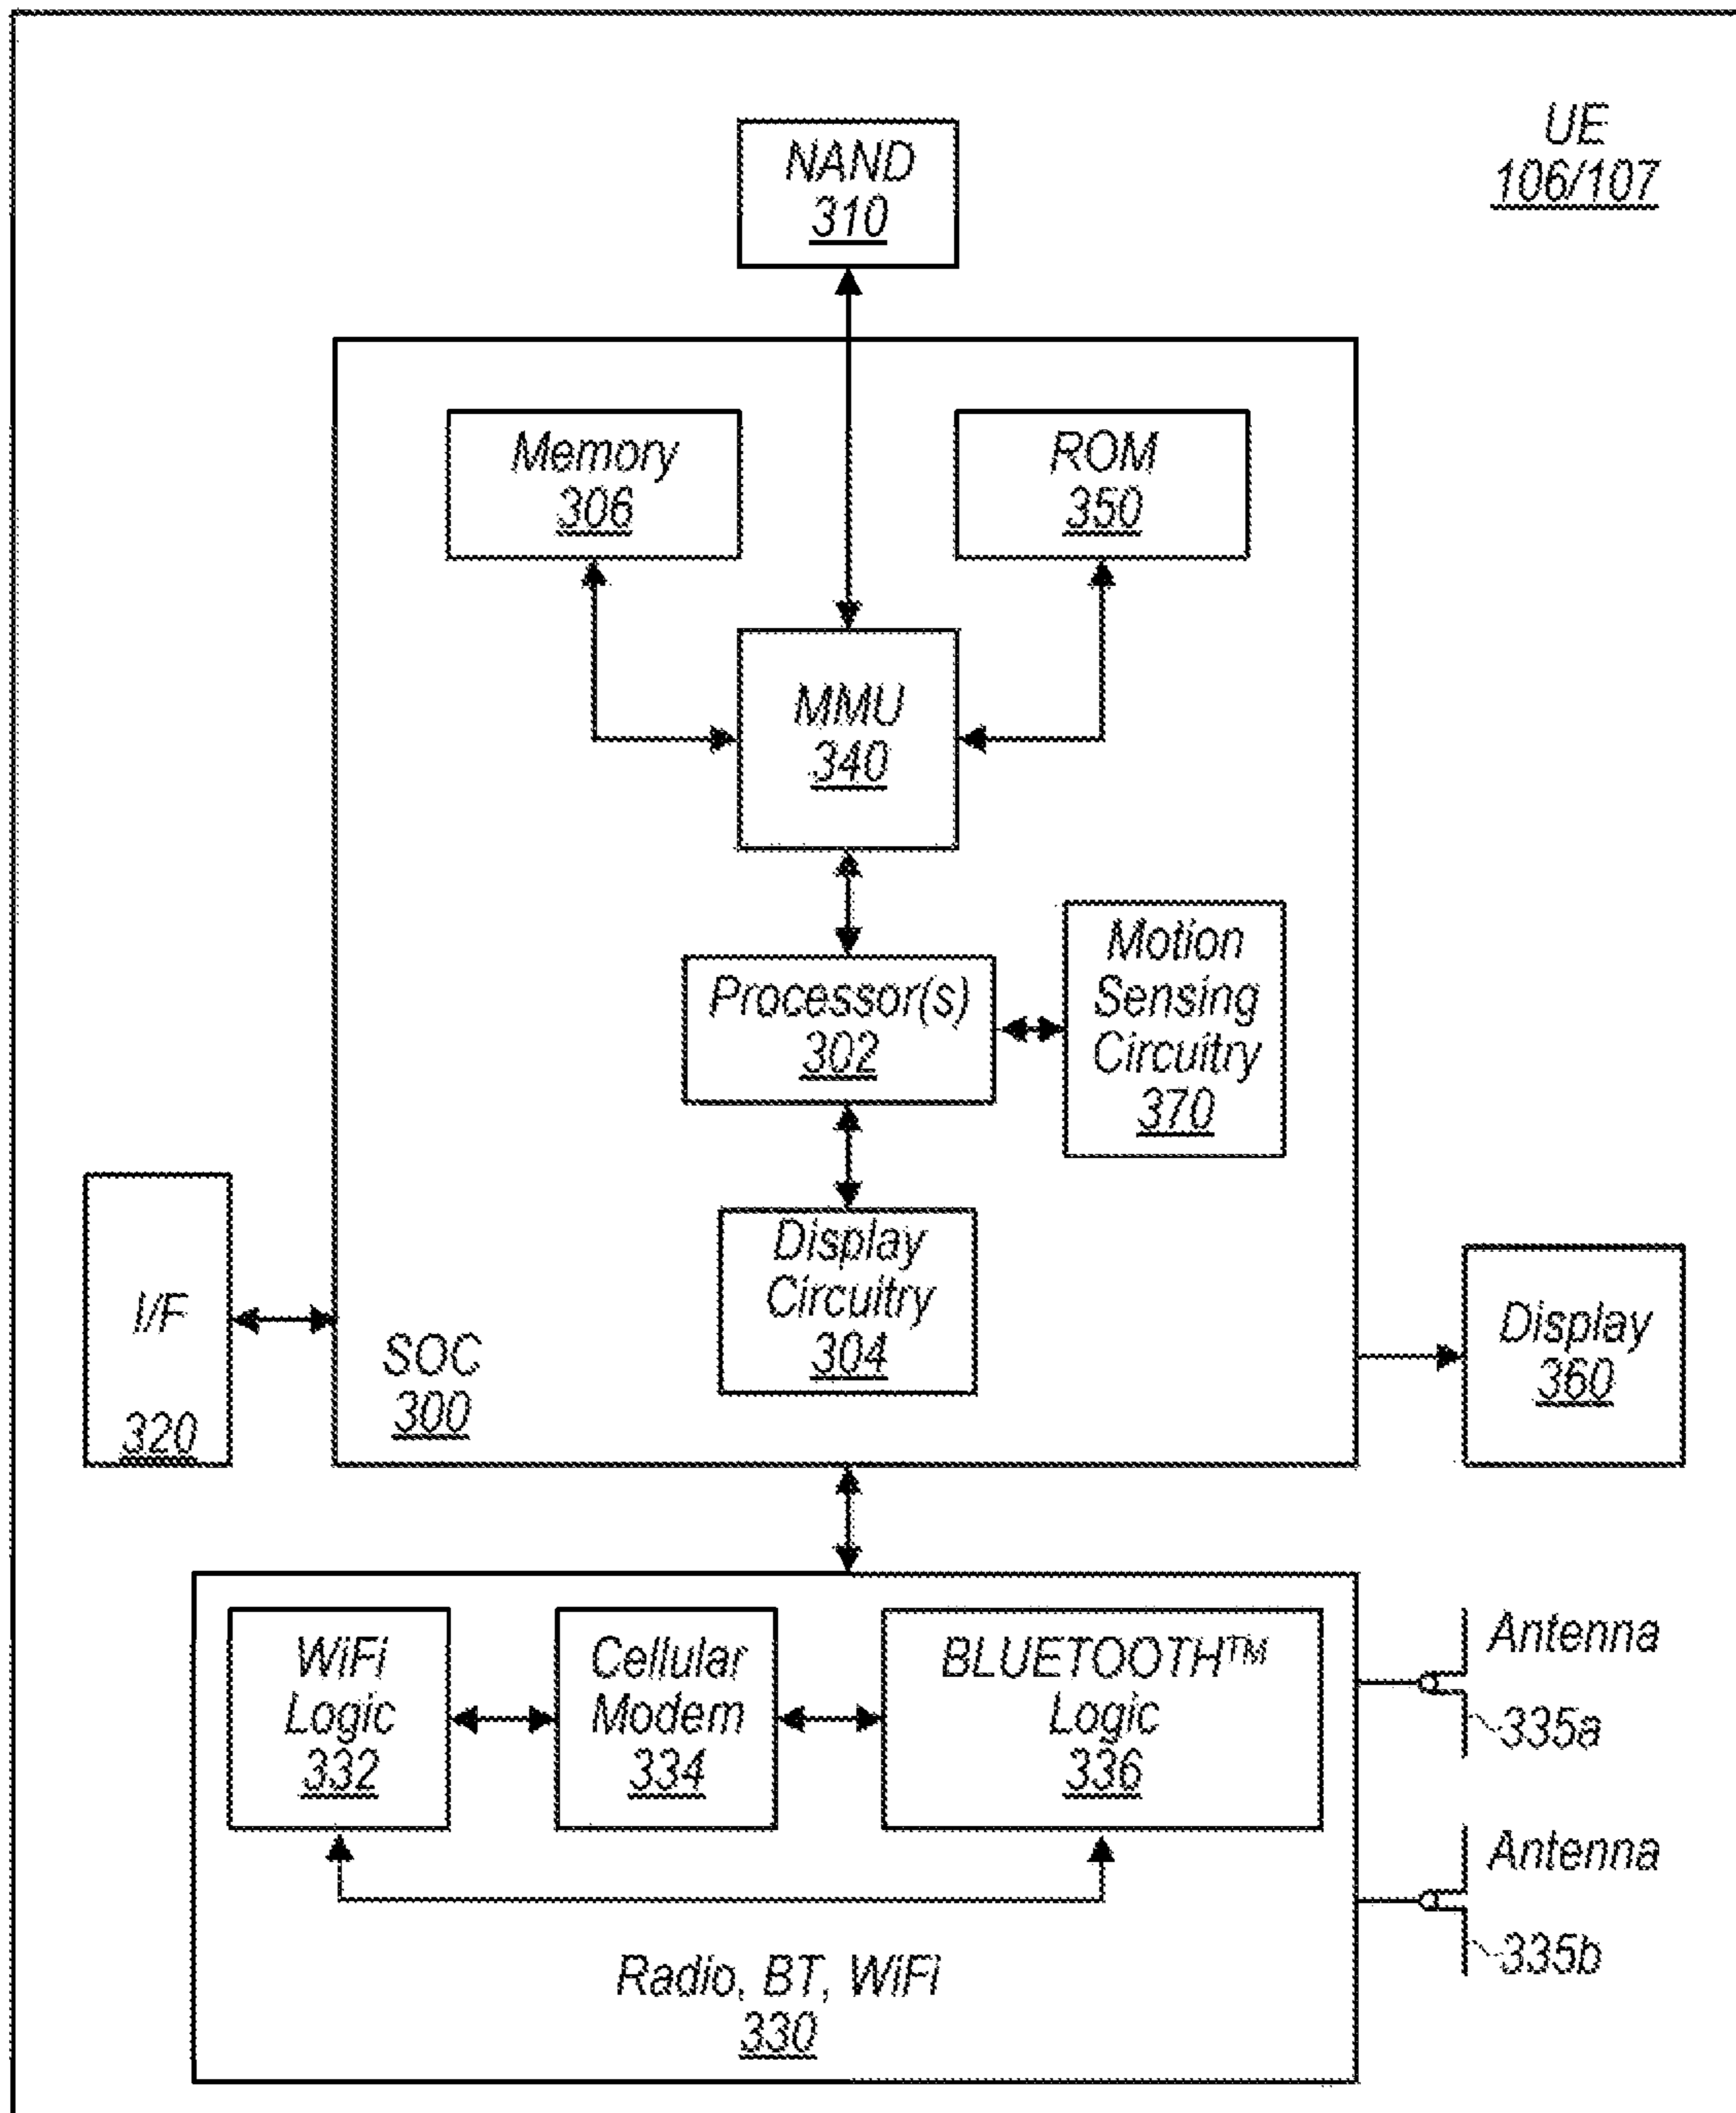 UE
106/107
NAND
310
Memory
306
ROM
350
MMU
340
Processor(s)
302
Motion
Sensing
Circuitry
370
Display
Circuitry
304
I/F
320
SOC
300
Display
360
WiFi
Logic
332
Cellular
Modem
334
BLUETOOTH™
Logic
336
Antenna
335a
Antenna
335b
Radio, BT, WiFi
330